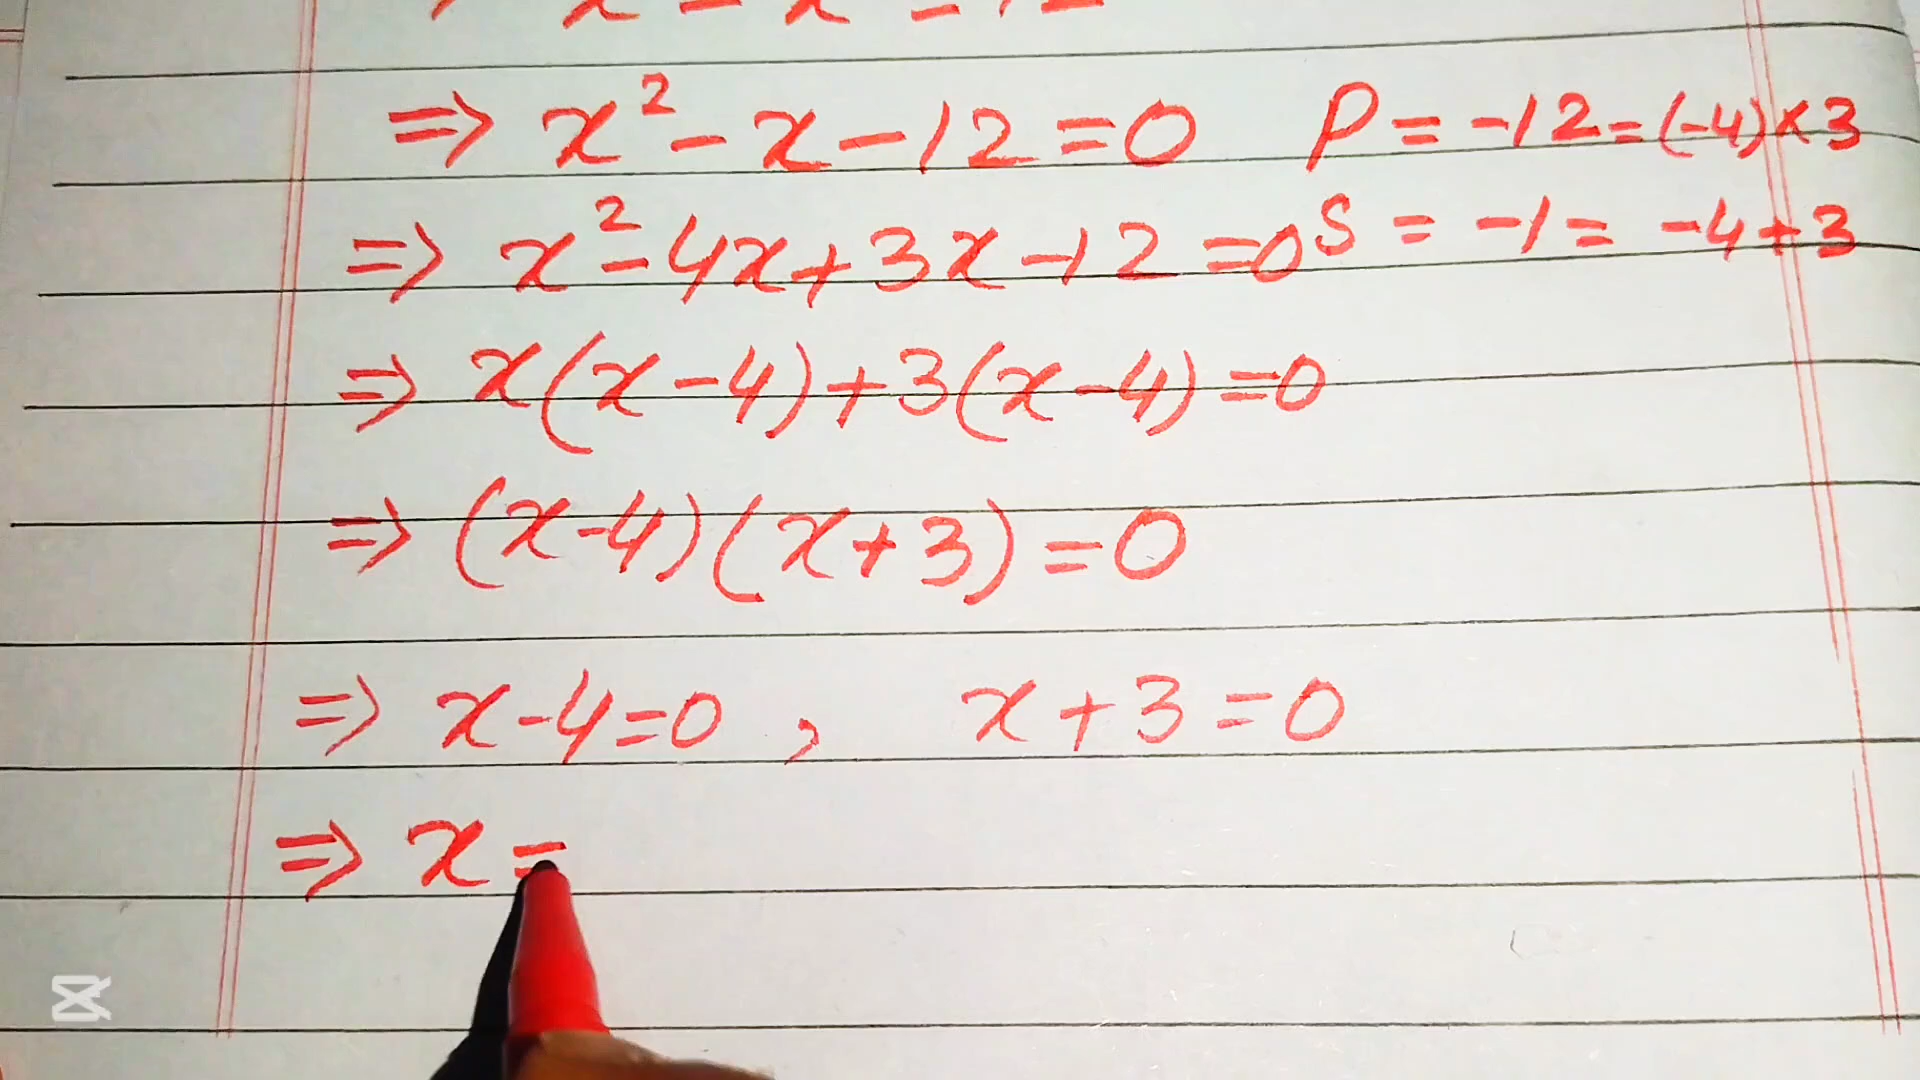 ⇒ x² - x - 12 = 0 P = -12 = (-4) × 3
⇒ x² - 4x + 3x - 12 = 0 S = -1 = -4 + 3
⇒ x(x - 4) + 3(x - 4) = 0
⇒ (x - 4)(x + 3) = 0
⇒ x - 4 = 0 , x + 3 = 0
⇒ x =